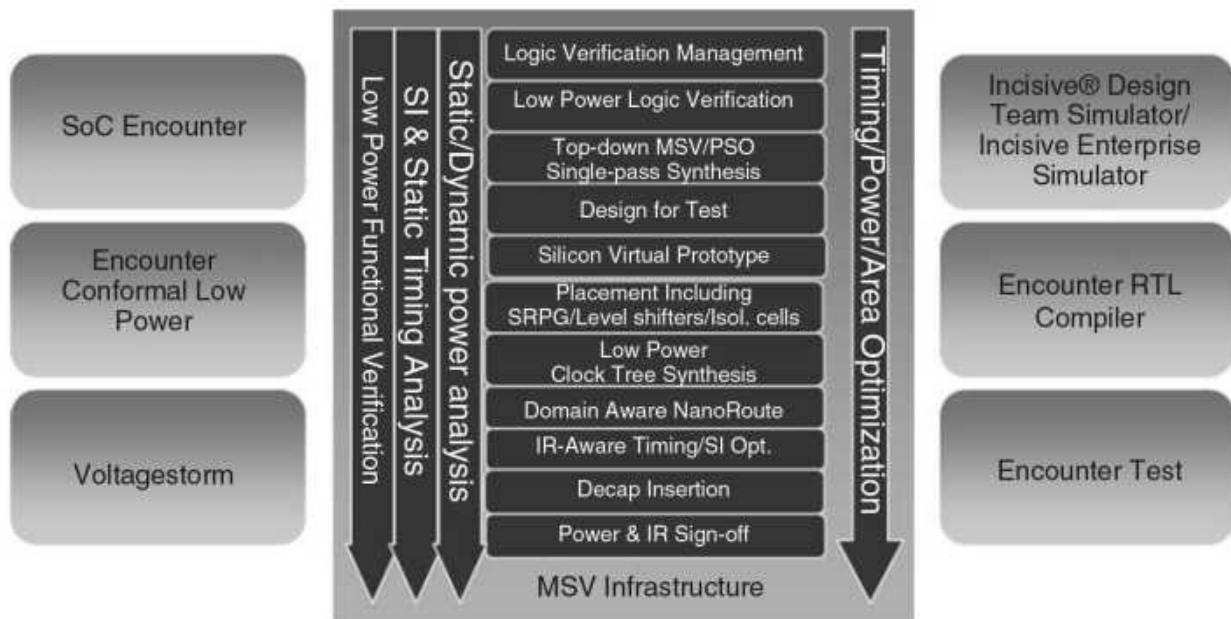 SoC Encounter
Encounter
Conformal Low
Power
Voltagestorm
Low Power Functional Verification
SI & Static Timing Analysis
Static/Dynamic power analysis
Logic Verification Management
Low Power Logic Verification
Top-down MSV/PSO
Single-pass Synthesis
Design for Test
Silicon Virtual Prototype
Placement Including
SRPG/Level shifters/Isol. cells
Low Power
Clock Tree Synthesis
Domain Aware NanoRoute
IR-Aware Timing/SI Opt.
Decap Insertion
Power & IR Sign-off
MSV Infrastructure
Timing/Power/Area Optimization
Incisive® Design
Team Simulator/
Incisive Enterprise
Simulator
Encounter RTL
Compiler
Encounter Test